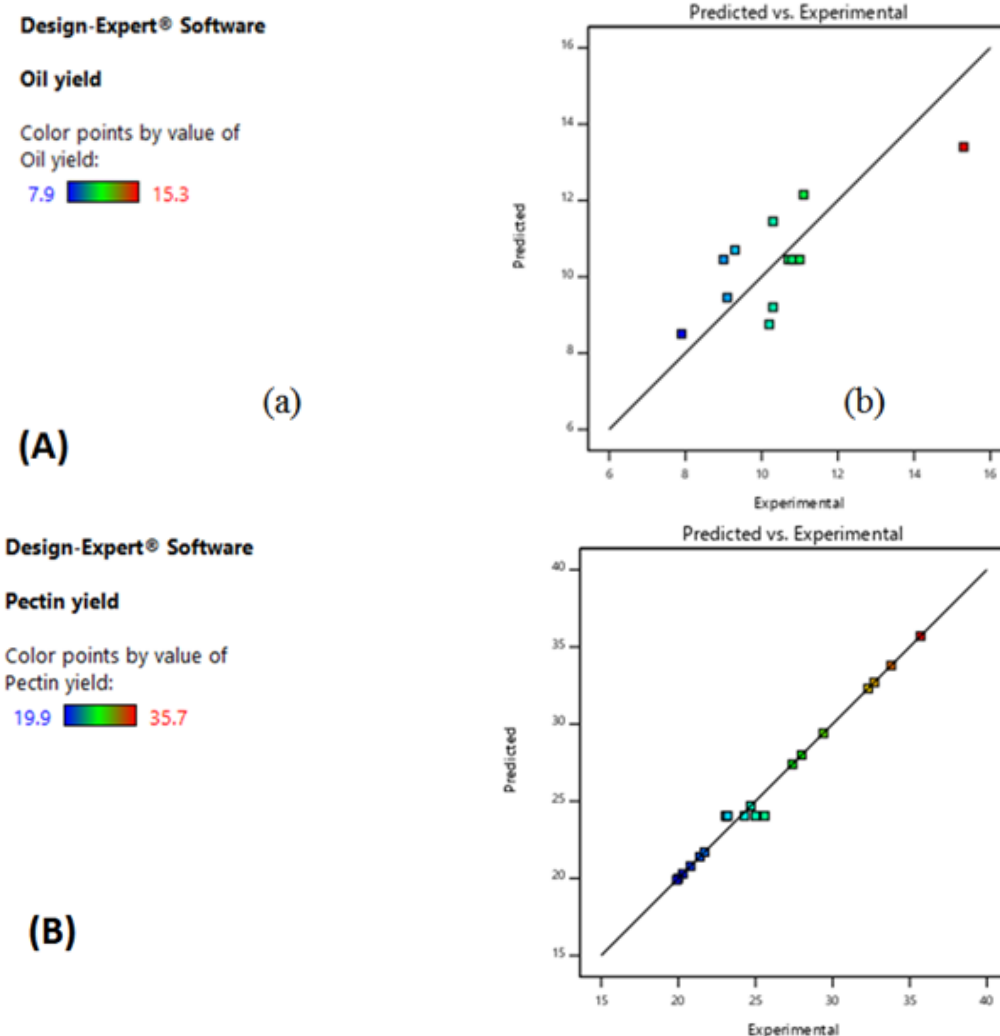 Design-Expert® Software
Oil yield
Color points by value of
Oil yield:
7.9 15.3
(a)
(A)
Predicted vs. Experimental
16
14
12
10
8
6
Predicted
(b)
6 8 10 12 14 16
Experimental
Design-Expert® Software
Pectin yield
Color points by value of
Pectin yield:
19.9 35.7
(B)
Predicted vs. Experimental
40
35
30
25
20
15
Predicted
15 20 25 30 35 40
Experimental